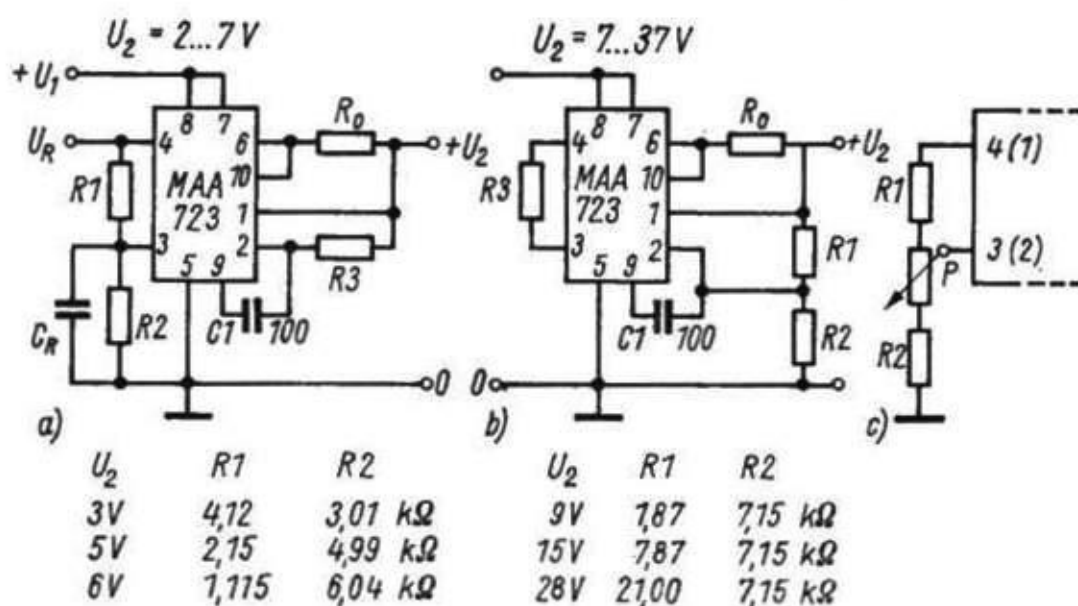 U₂ = 2...7 V
+U₁
U_R
4
8
7
6
10
1
2
3
5
9
MAA
723
R₀
+U₂
R1
R3
R2
C_R
C1
100
0
a)
U₂ = 7...37 V
4
8
7
6
10
1
2
3
5
9
MAA
723
R3
R₀
+U₂
R1
R2
C1
100
0
b)
R1
4 (1)
3 (2)
P
R2
c)
U₂ R1 R2
3V 4,12 3,01 kΩ
5V 2,15 4,99 kΩ
6V 1,115 6,04 kΩ
U₂ R1 R2
9V 1,87 7,15 kΩ
15V 7,87 7,15 kΩ
28V 21,00 7,15 kΩ